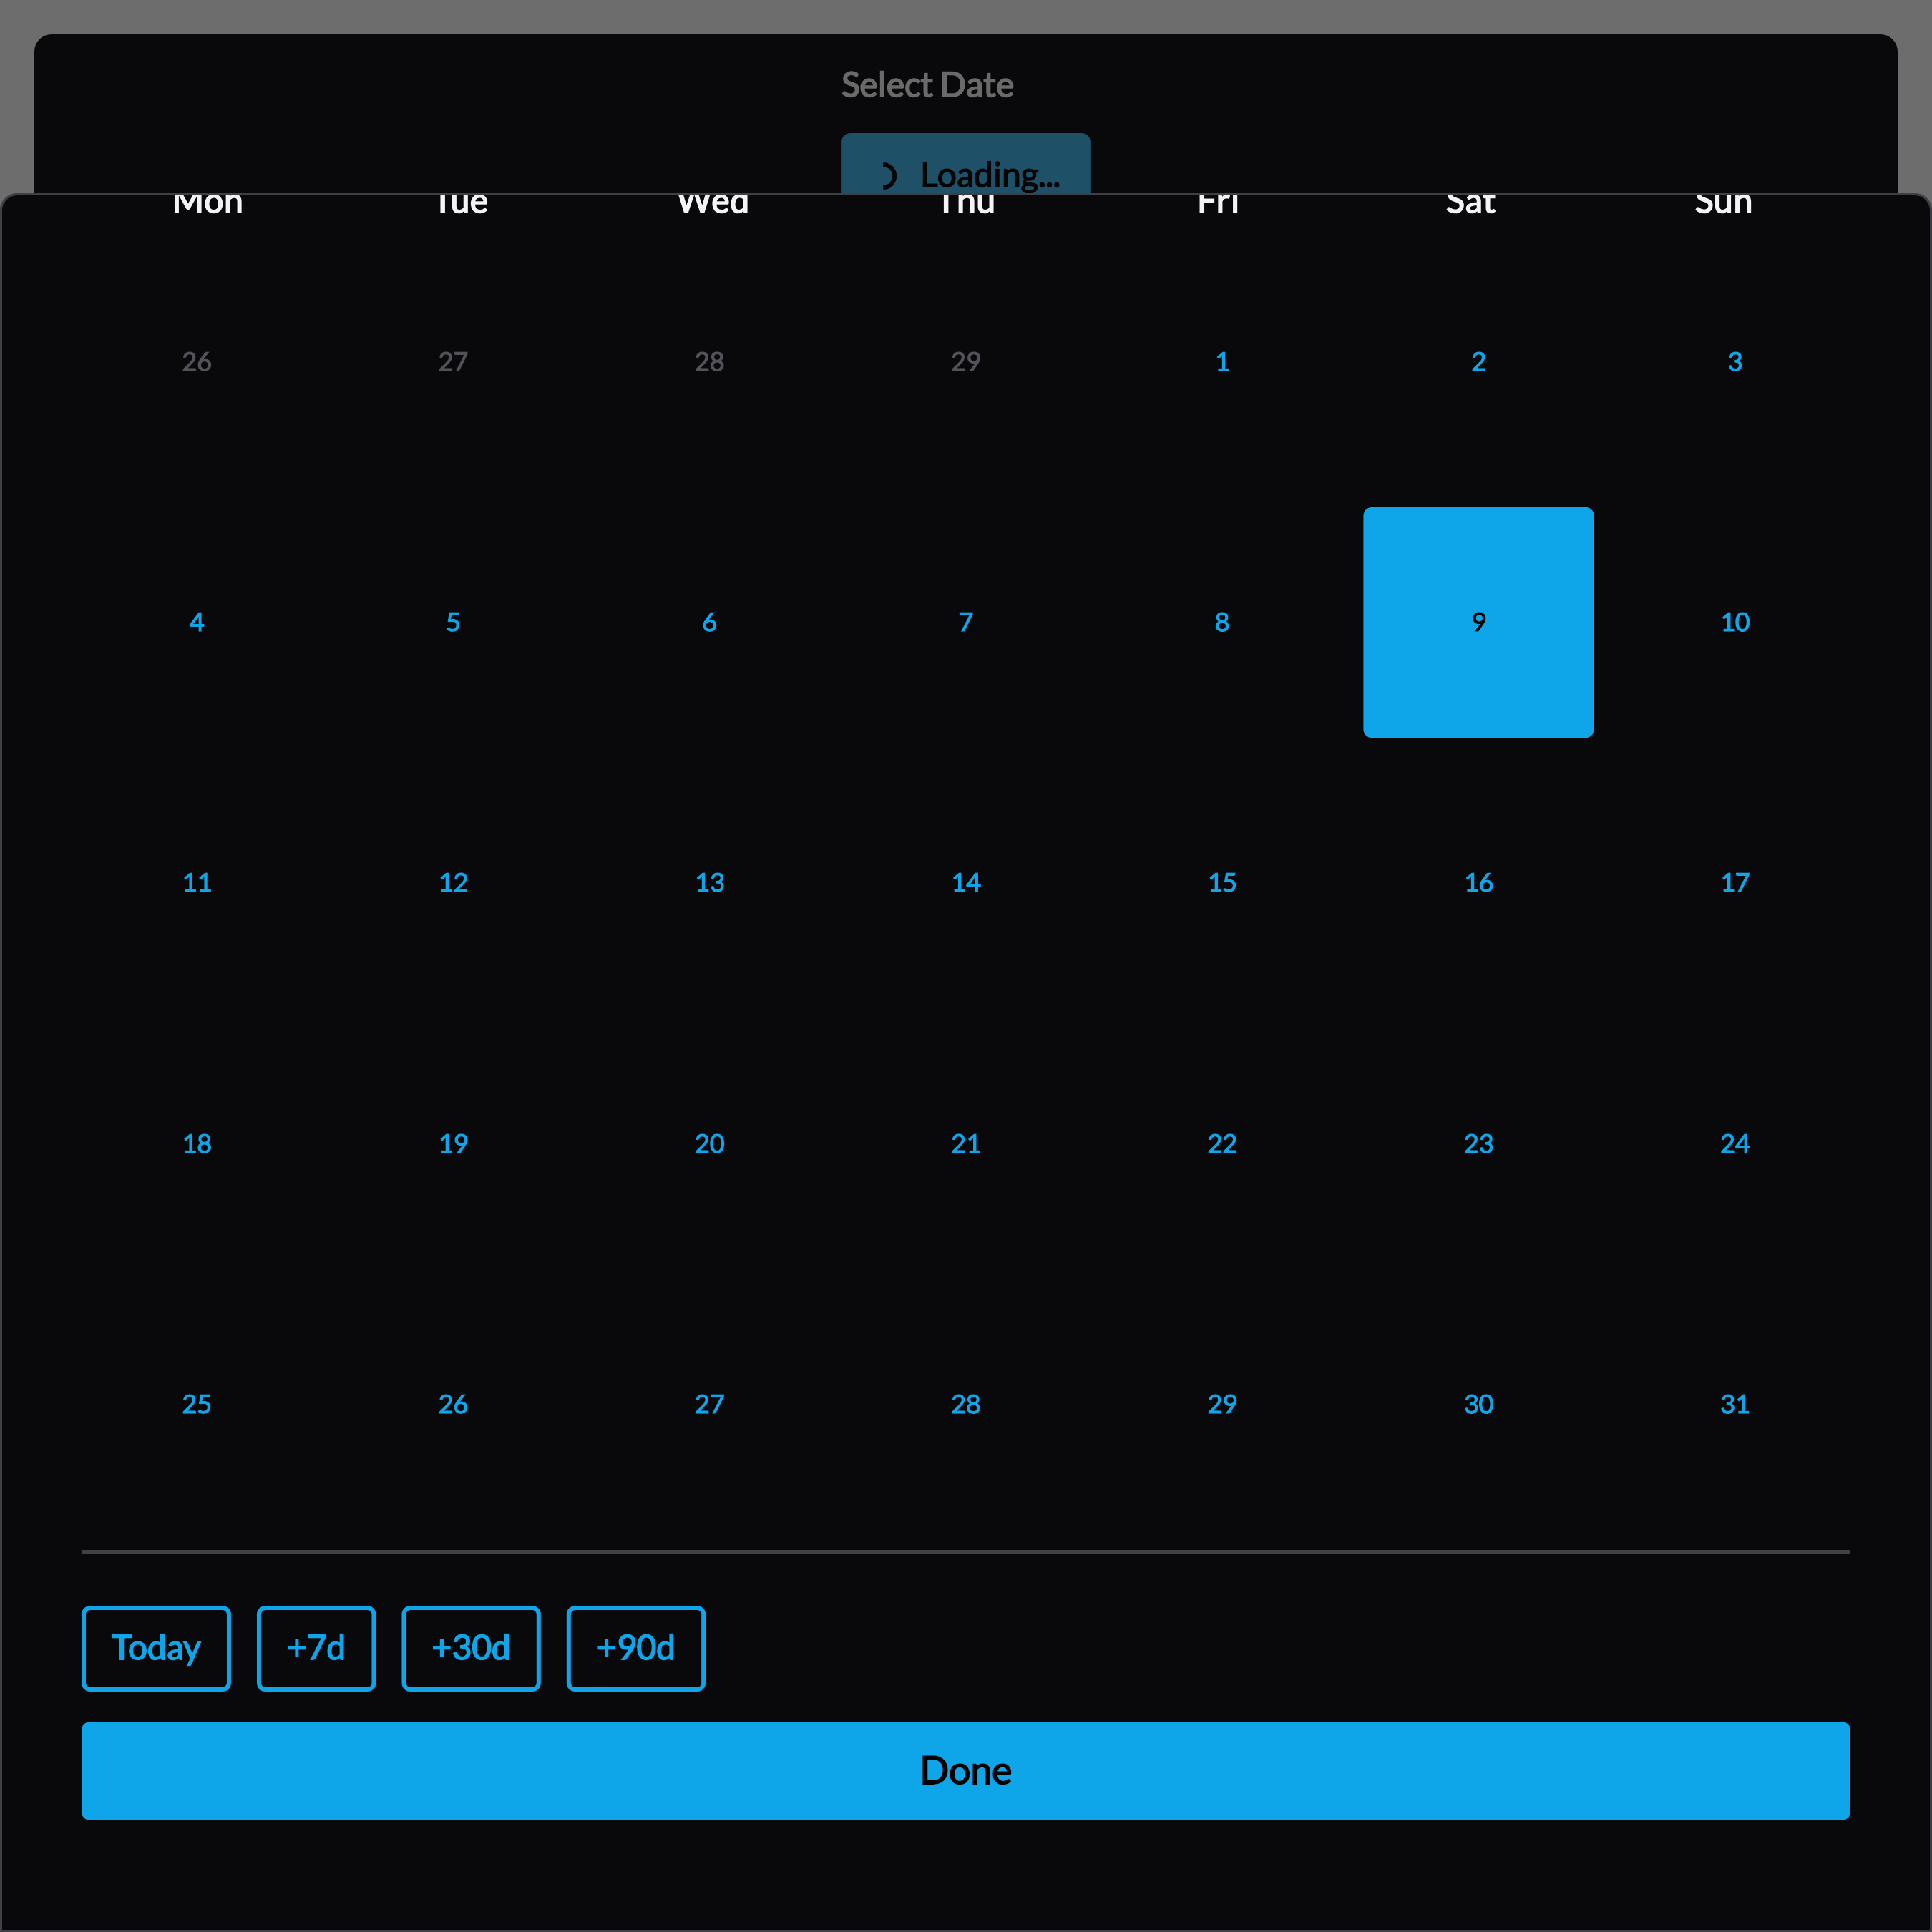 Select Date
Loading...
Mon Tue Wed Thu Fri Sat Sun
26 27 28 29 1 2 3
4 5 6 7 8 9 10
11 12 13 14 15 16 17
18 19 20 21 22 23 24
25 26 27 28 29 30 31
Today +7d +30d +90d
Done